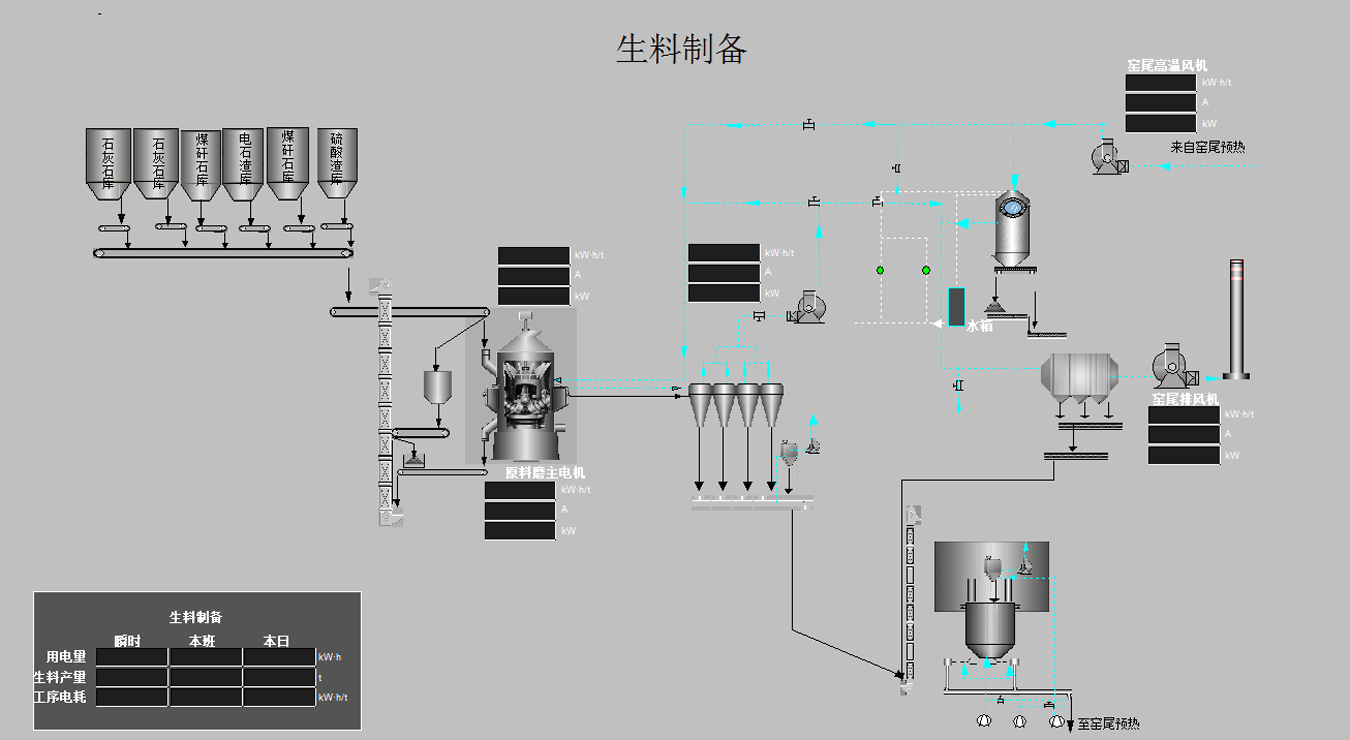 生料制备
窑尾高温风机
kW·h/t
A
kW
来自窑尾预热
石灰石库
石灰石库
煤矸石库
电石渣库
煤矸石库
硫酸渣库
kW·h/t
A
kW
kW·h/t
A
kW
水箱
窑尾排风机
kW·h/t
A
kW
原料磨主电机
kW·h/t
A
kW
生料制备
瞬时 本班 本日
用电量 kW·h
生料产量 t
工序电耗 kW·h/t
至窑尾预热